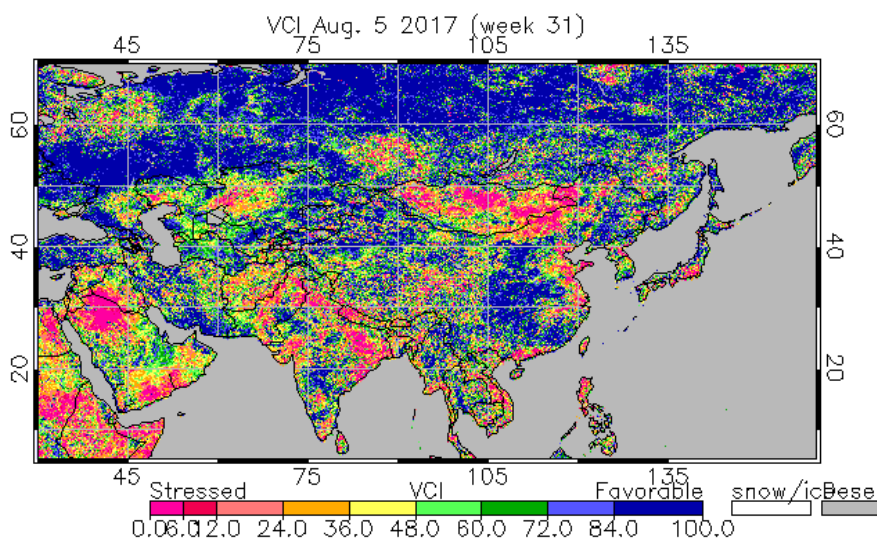 VCI Aug. 5 2017 (week 31)
45 75 105 135
60 60
40 40
20 20
45 75 105 135
Stressed VCI Favorable snow/ice Dese
0.0 6.0 12.0 24.0 36.0 48.0 60.0 72.0 84.0 100.0